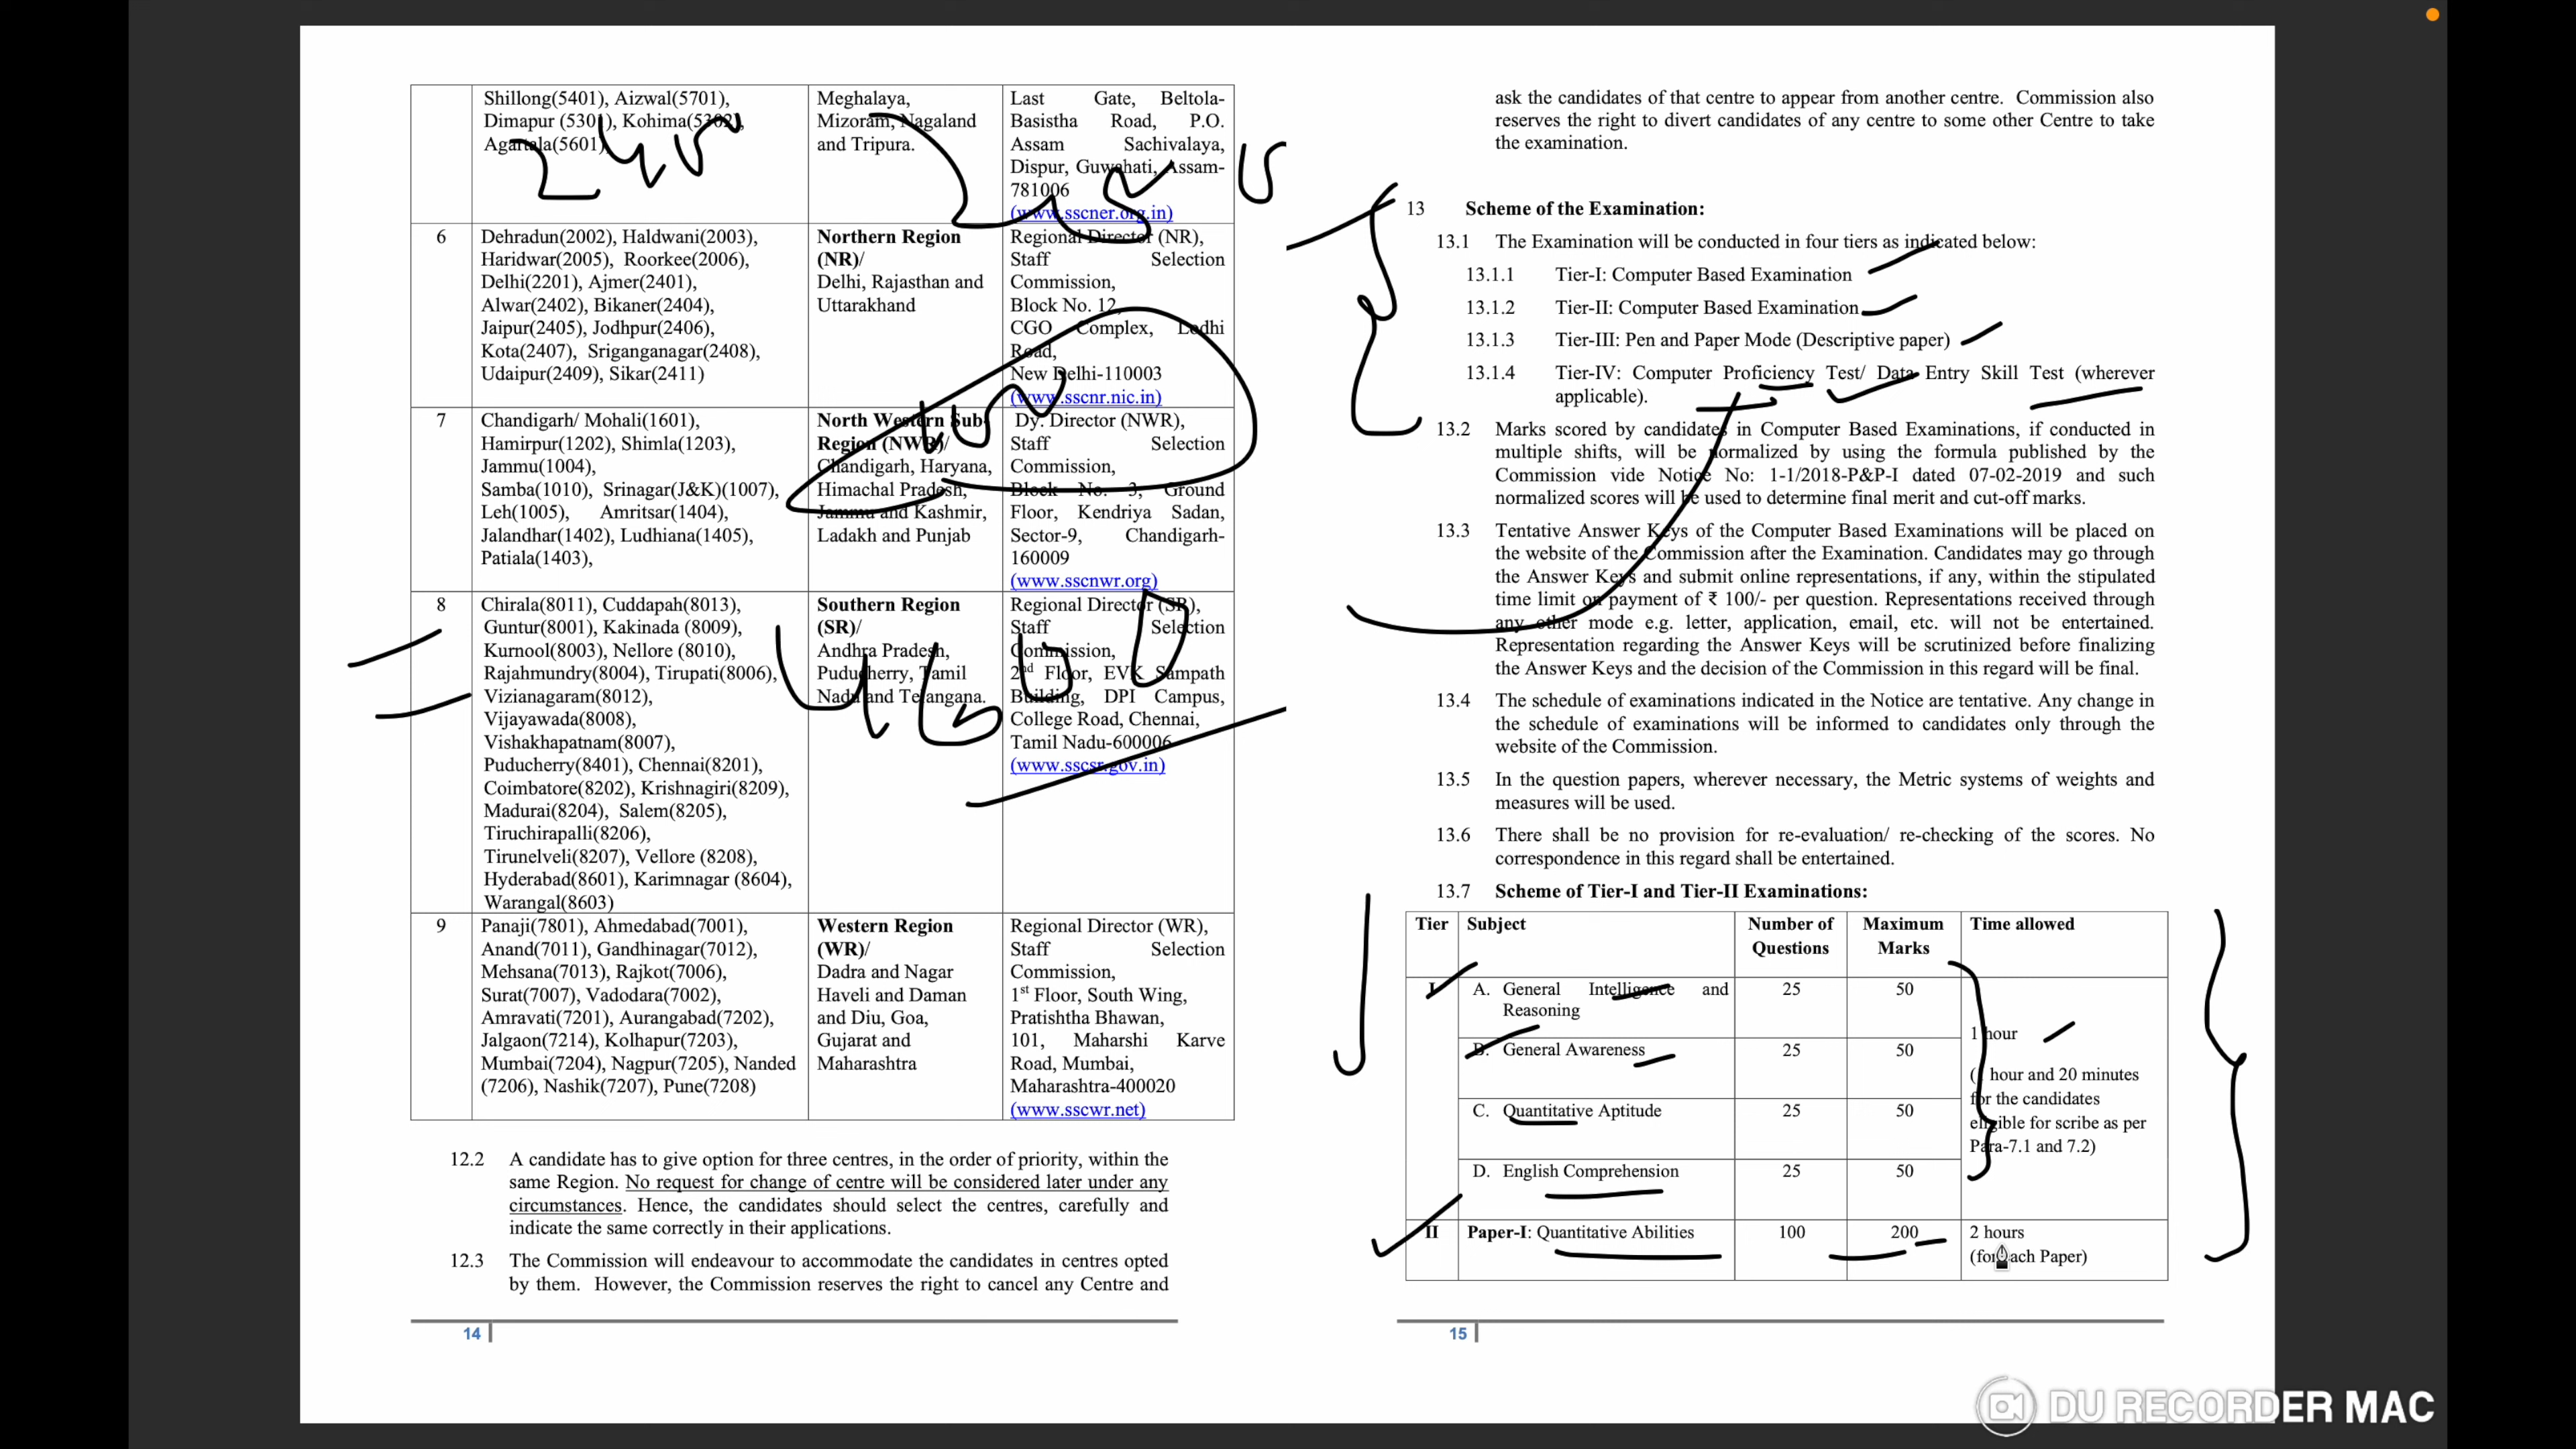 Shillong(5401), Aizwal(5701),
Dimapur (5301), Kohima(5302),
Agartala(5601)
Meghalaya,
Mizoram, Nagaland
and Tripura.
Last Gate, Beltola-
Basistha Road, P.O.
Assam Sachivalaya,
Dispur, Guwahati, Assam-
781006
(www.sscner.org.in)
6
Dehradun(2002), Haldwani(2003),
Haridwar(2005), Roorkee(2006),
Delhi(2201), Ajmer(2401),
Alwar(2402), Bikaner(2404),
Jaipur(2405), Jodhpur(2406),
Kota(2407), Sriganganagar(2408),
Udaipur(2409), Sikar(2411)
Northern Region
(NR)/
Delhi, Rajasthan and
Uttarakhand
Regional Director (NR),
Staff Selection
Commission,
Block No. 12,
CGO Complex, Lodhi
Road,
New Delhi-110003
(www.sscnr.nic.in)
7
Chandigarh/ Mohali(1601),
Hamirpur(1202), Shimla(1203),
Jammu(1004),
Samba(1010), Srinagar(J&K)(1007),
Leh(1005), Amritsar(1404),
Jalandhar(1402), Ludhiana(1405),
Patiala(1403),
North Western Sub-
Region (NWR)/
Chandigarh, Haryana,
Himachal Pradesh,
Jammu and Kashmir,
Ladakh and Punjab
Dy. Director (NWR),
Staff Selection
Commission,
Block No. 3, Ground
Floor, Kendriya Sadan,
Sector-9, Chandigarh-
160009
(www.sscnwr.org)
8
Chirala(8011), Cuddapah(8013),
Guntur(8001), Kakinada (8009),
Kurnool(8003), Nellore (8010),
Rajahmundry(8004), Tirupati(8006),
Vizianagaram(8012),
Vijayawada(8008),
Vishakhapatnam(8007),
Puducherry(8401), Chennai(8201),
Coimbatore(8202), Krishnagiri(8209),
Madurai(8204), Salem(8205),
Tiruchirapalli(8206),
Tirunelveli(8207), Vellore (8208),
Hyderabad(8601), Karimnagar (8604),
Warangal(8603)
Southern Region
(SR)/
Andhra Pradesh,
Puducherry, Tamil
Nadu and Telangana.
Regional Director (SR),
Staff Selection
Commission,
2nd Floor, EVK Sampath
Building, DPI Campus,
College Road, Chennai,
Tamil Nadu-600006
(www.sscsr.gov.in)
9
Panaji(7801), Ahmedabad(7001),
Anand(7011), Gandhinagar(7012),
Mehsana(7013), Rajkot(7006),
Surat(7007), Vadodara(7002),
Amravati(7201), Aurangabad(7202),
Jalgaon(7214), Kolhapur(7203),
Mumbai(7204), Nagpur(7205), Nanded
(7206), Nashik(7207), Pune(7208)
Western Region
(WR)/
Dadra and Nagar
Haveli and Daman
and Diu, Goa,
Gujarat and
Maharashtra
Regional Director (WR),
Staff Selection
Commission,
1st Floor, South Wing,
Pratishtha Bhawan,
101, Maharshi Karve
Road, Mumbai,
Maharashtra-400020
(www.sscwr.net)
12.2 A candidate has to give option for three centres, in the order of priority, within the
same Region. No request for change of centre will be considered later under any
circumstances. Hence, the candidates should select the centres, carefully and
indicate the same correctly in their applications.
12.3 The Commission will endeavour to accommodate the candidates in centres opted
by them. However, the Commission reserves the right to cancel any Centre and
14
ask the candidates of that centre to appear from another centre. Commission also
reserves the right to divert candidates of any centre to some other Centre to take
the examination.
13 Scheme of the Examination:
13.1 The Examination will be conducted in four tiers as indicated below:
13.1.1 Tier-I: Computer Based Examination
13.1.2 Tier-II: Computer Based Examination
13.1.3 Tier-III: Pen and Paper Mode (Descriptive paper)
13.1.4 Tier-IV: Computer Proficiency Test/ Data Entry Skill Test (wherever
applicable).
13.2 Marks scored by candidates in Computer Based Examinations, if conducted in
multiple shifts, will be normalized by using the formula published by the
Commission vide Notice No: 1-1/2018-P&P-I dated 07-02-2019 and such
normalized scores will be used to determine final merit and cut-off marks.
13.3 Tentative Answer Keys of the Computer Based Examinations will be placed on
the website of the Commission after the Examination. Candidates may go through
the Answer Keys and submit online representations, if any, within the stipulated
time limit on payment of ₹ 100/- per question. Representations received through
any other mode e.g. letter, application, email, etc. will not be entertained.
Representation regarding the Answer Keys will be scrutinized before finalizing
the Answer Keys and the decision of the Commission in this regard will be final.
13.4 The schedule of examinations indicated in the Notice are tentative. Any change in
the schedule of examinations will be informed to candidates only through the
website of the Commission.
13.5 In the question papers, wherever necessary, the Metric systems of weights and
measures will be used.
13.6 There shall be no provision for re-evaluation/ re-checking of the scores. No
correspondence in this regard shall be entertained.
13.7 Scheme of Tier-I and Tier-II Examinations:
Tier Subject Number of Questions Maximum Marks Time allowed
I A. General Intelligence and Reasoning 25 50
B. General Awareness 25 50
C. Quantitative Aptitude 25 50
D. English Comprehension 25 50
1 hour
(1 hour and 20 minutes
for the candidates
eligible for scribe as per
Para-7.1 and 7.2)
II Paper-I: Quantitative Abilities 100 200 2 hours
(for each Paper)
15
DU RECORDER MAC